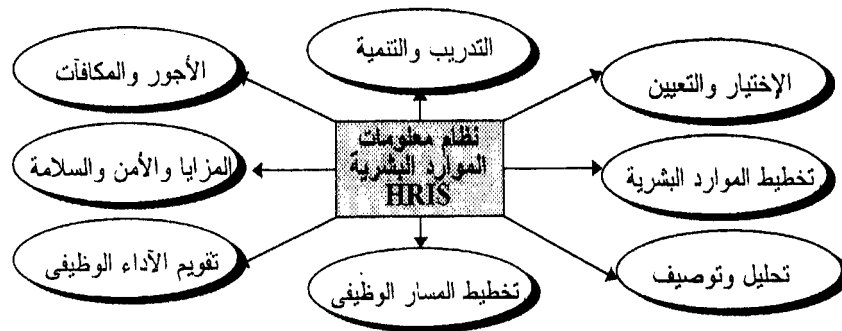 التدريب والتنمية
الإختيار والتعيين
الأجور والمكافآت
نظام معلومات
الموارد البشرية
HRIS
تخطيط الموارد البشرية
المزايا والأمن والسلامة
تحليل وتوصيف
تخطيط المسار الوظيفى
تقويم الآداء الوظيفى